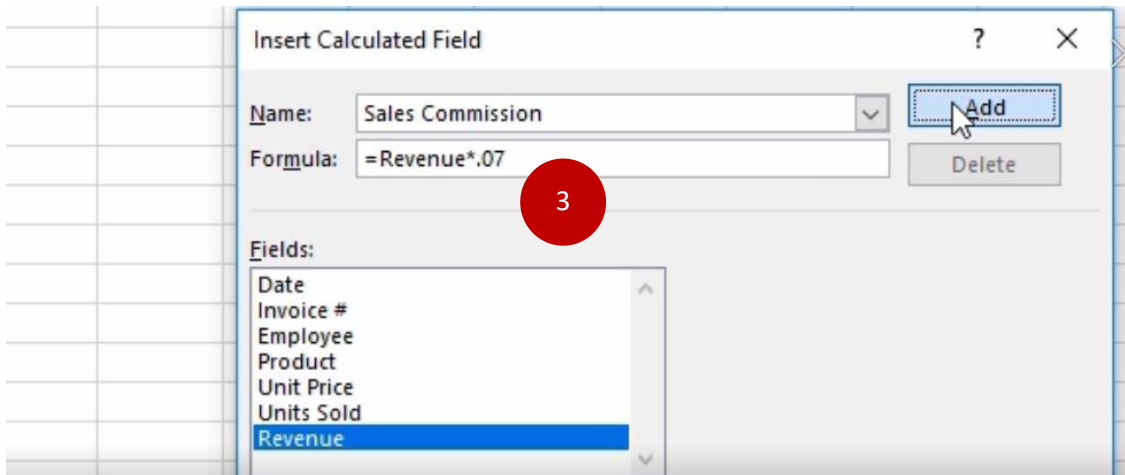 Insert Calculated Field ? ×
Name: Sales Commission Add
Formula: =Revenue*.07 Delete
3
Fields:
Date
Invoice #
Employee
Product
Unit Price
Units Sold
Revenue